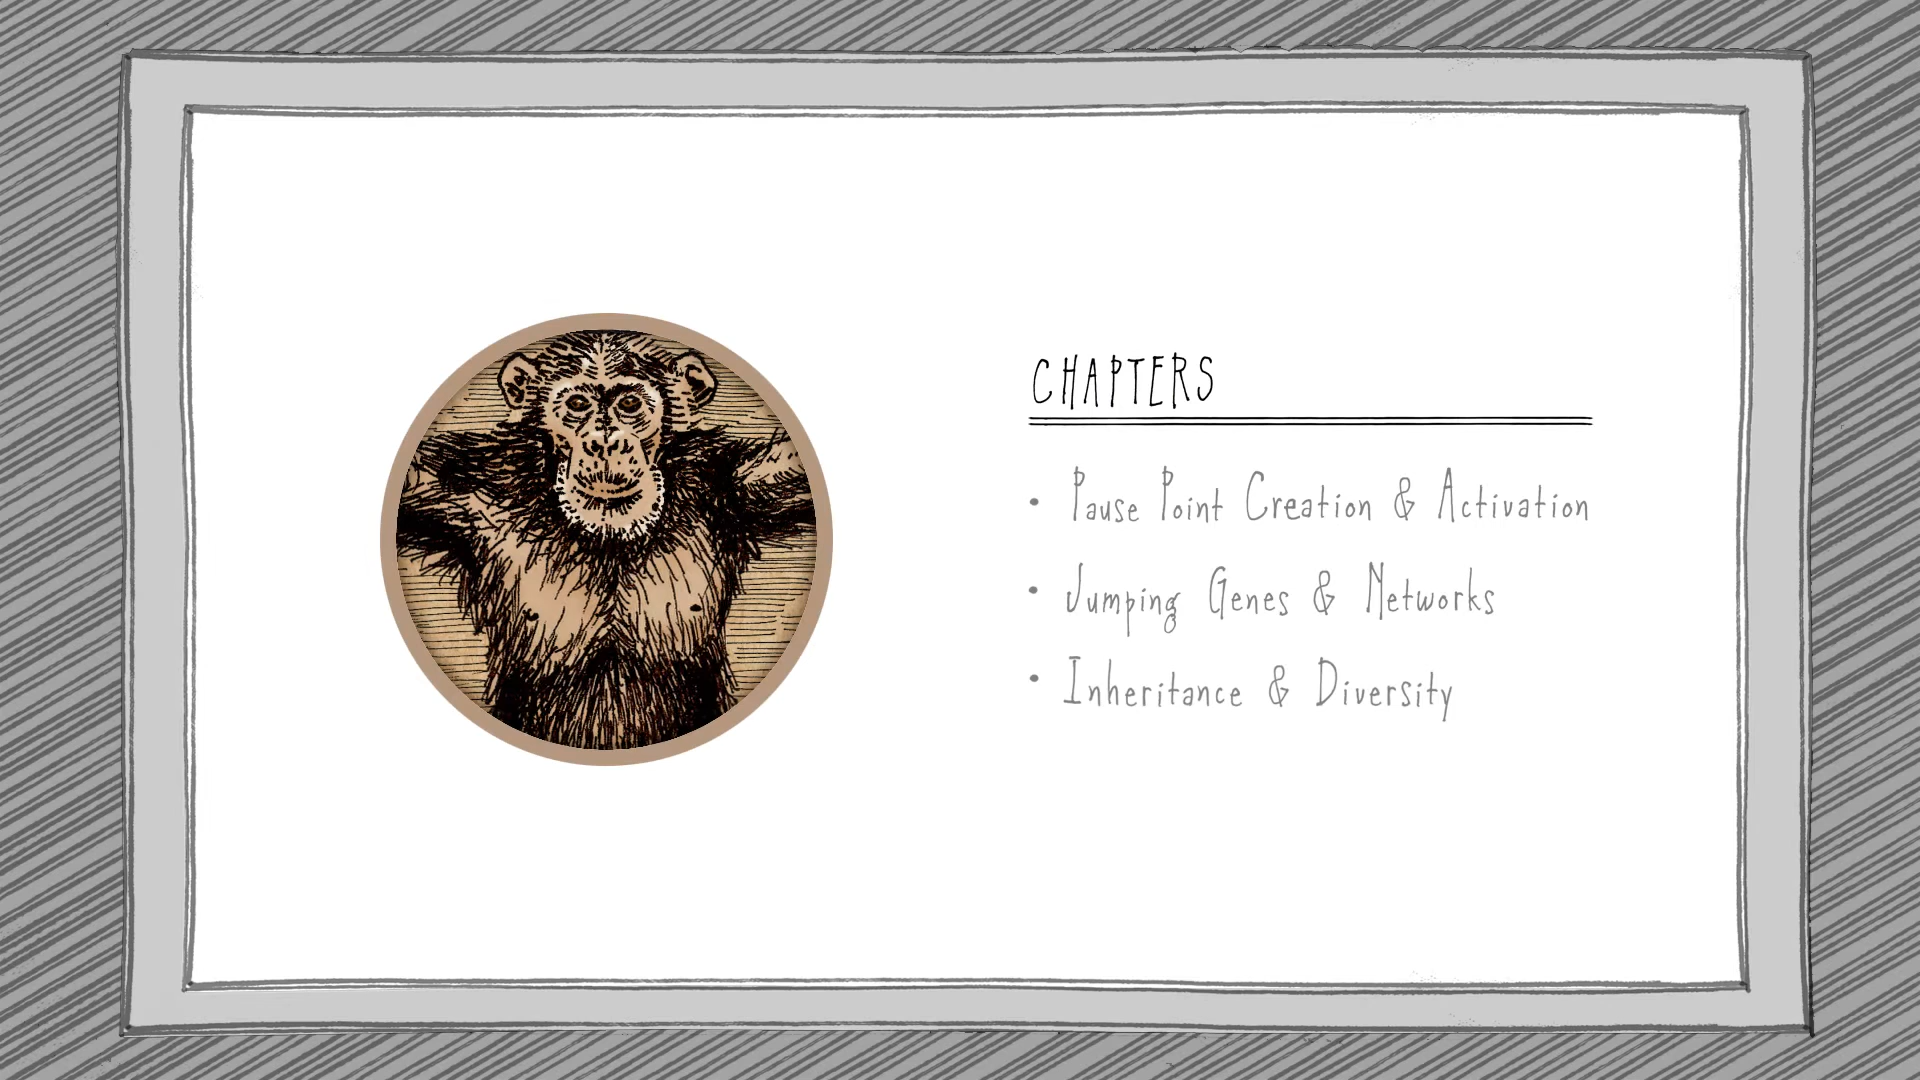 CHAPTERS
• Pause Point Creation & Activation
• Jumping Genes & Networks
• Inheritance & Diversity